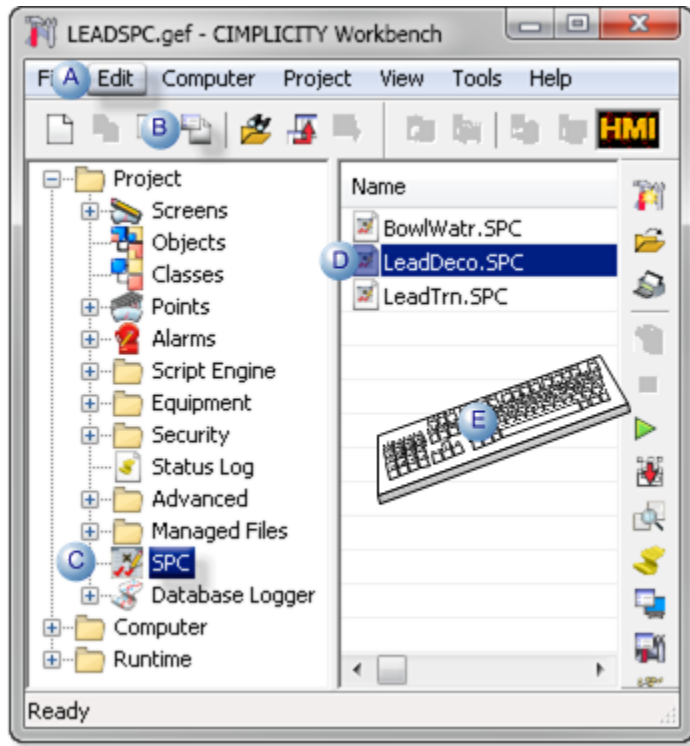 LEADSPC.gef - CIMPLICITY Workbench
A Edit Computer Project View Tools Help
B HMI
Project
Screens
Objects
Classes
Points
Alarms
Script Engine
Equipment
Security
Status Log
Advanced
Managed Files
C SPC
Database Logger
Computer
Runtime
Name
BowlWatr.SPC
D LeadDeco.SPC
LeadTrn.SPC
E
Ready